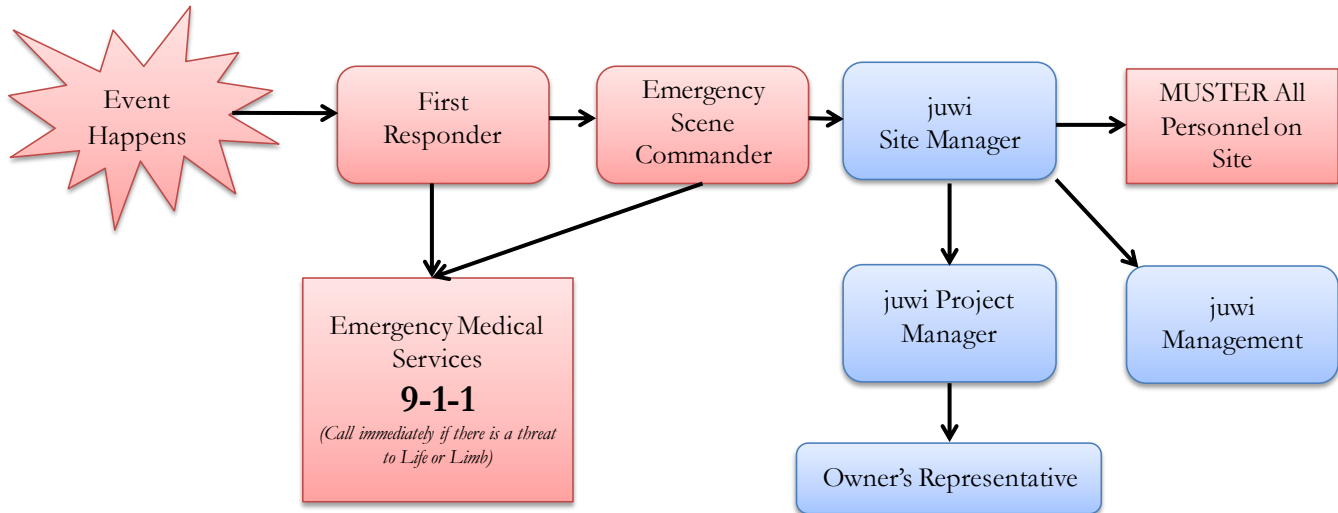 Event
Happens
First
Responder
Emergency
Scene
Commander
juwi
Site Manager
MUSTER All
Personnel on
Site
Emergency Medical
Services
9-1-1
(Call immediately if there is a threat
to Life or Limb)
juwi Project
Manager
juwi
Management
Owner's Representative